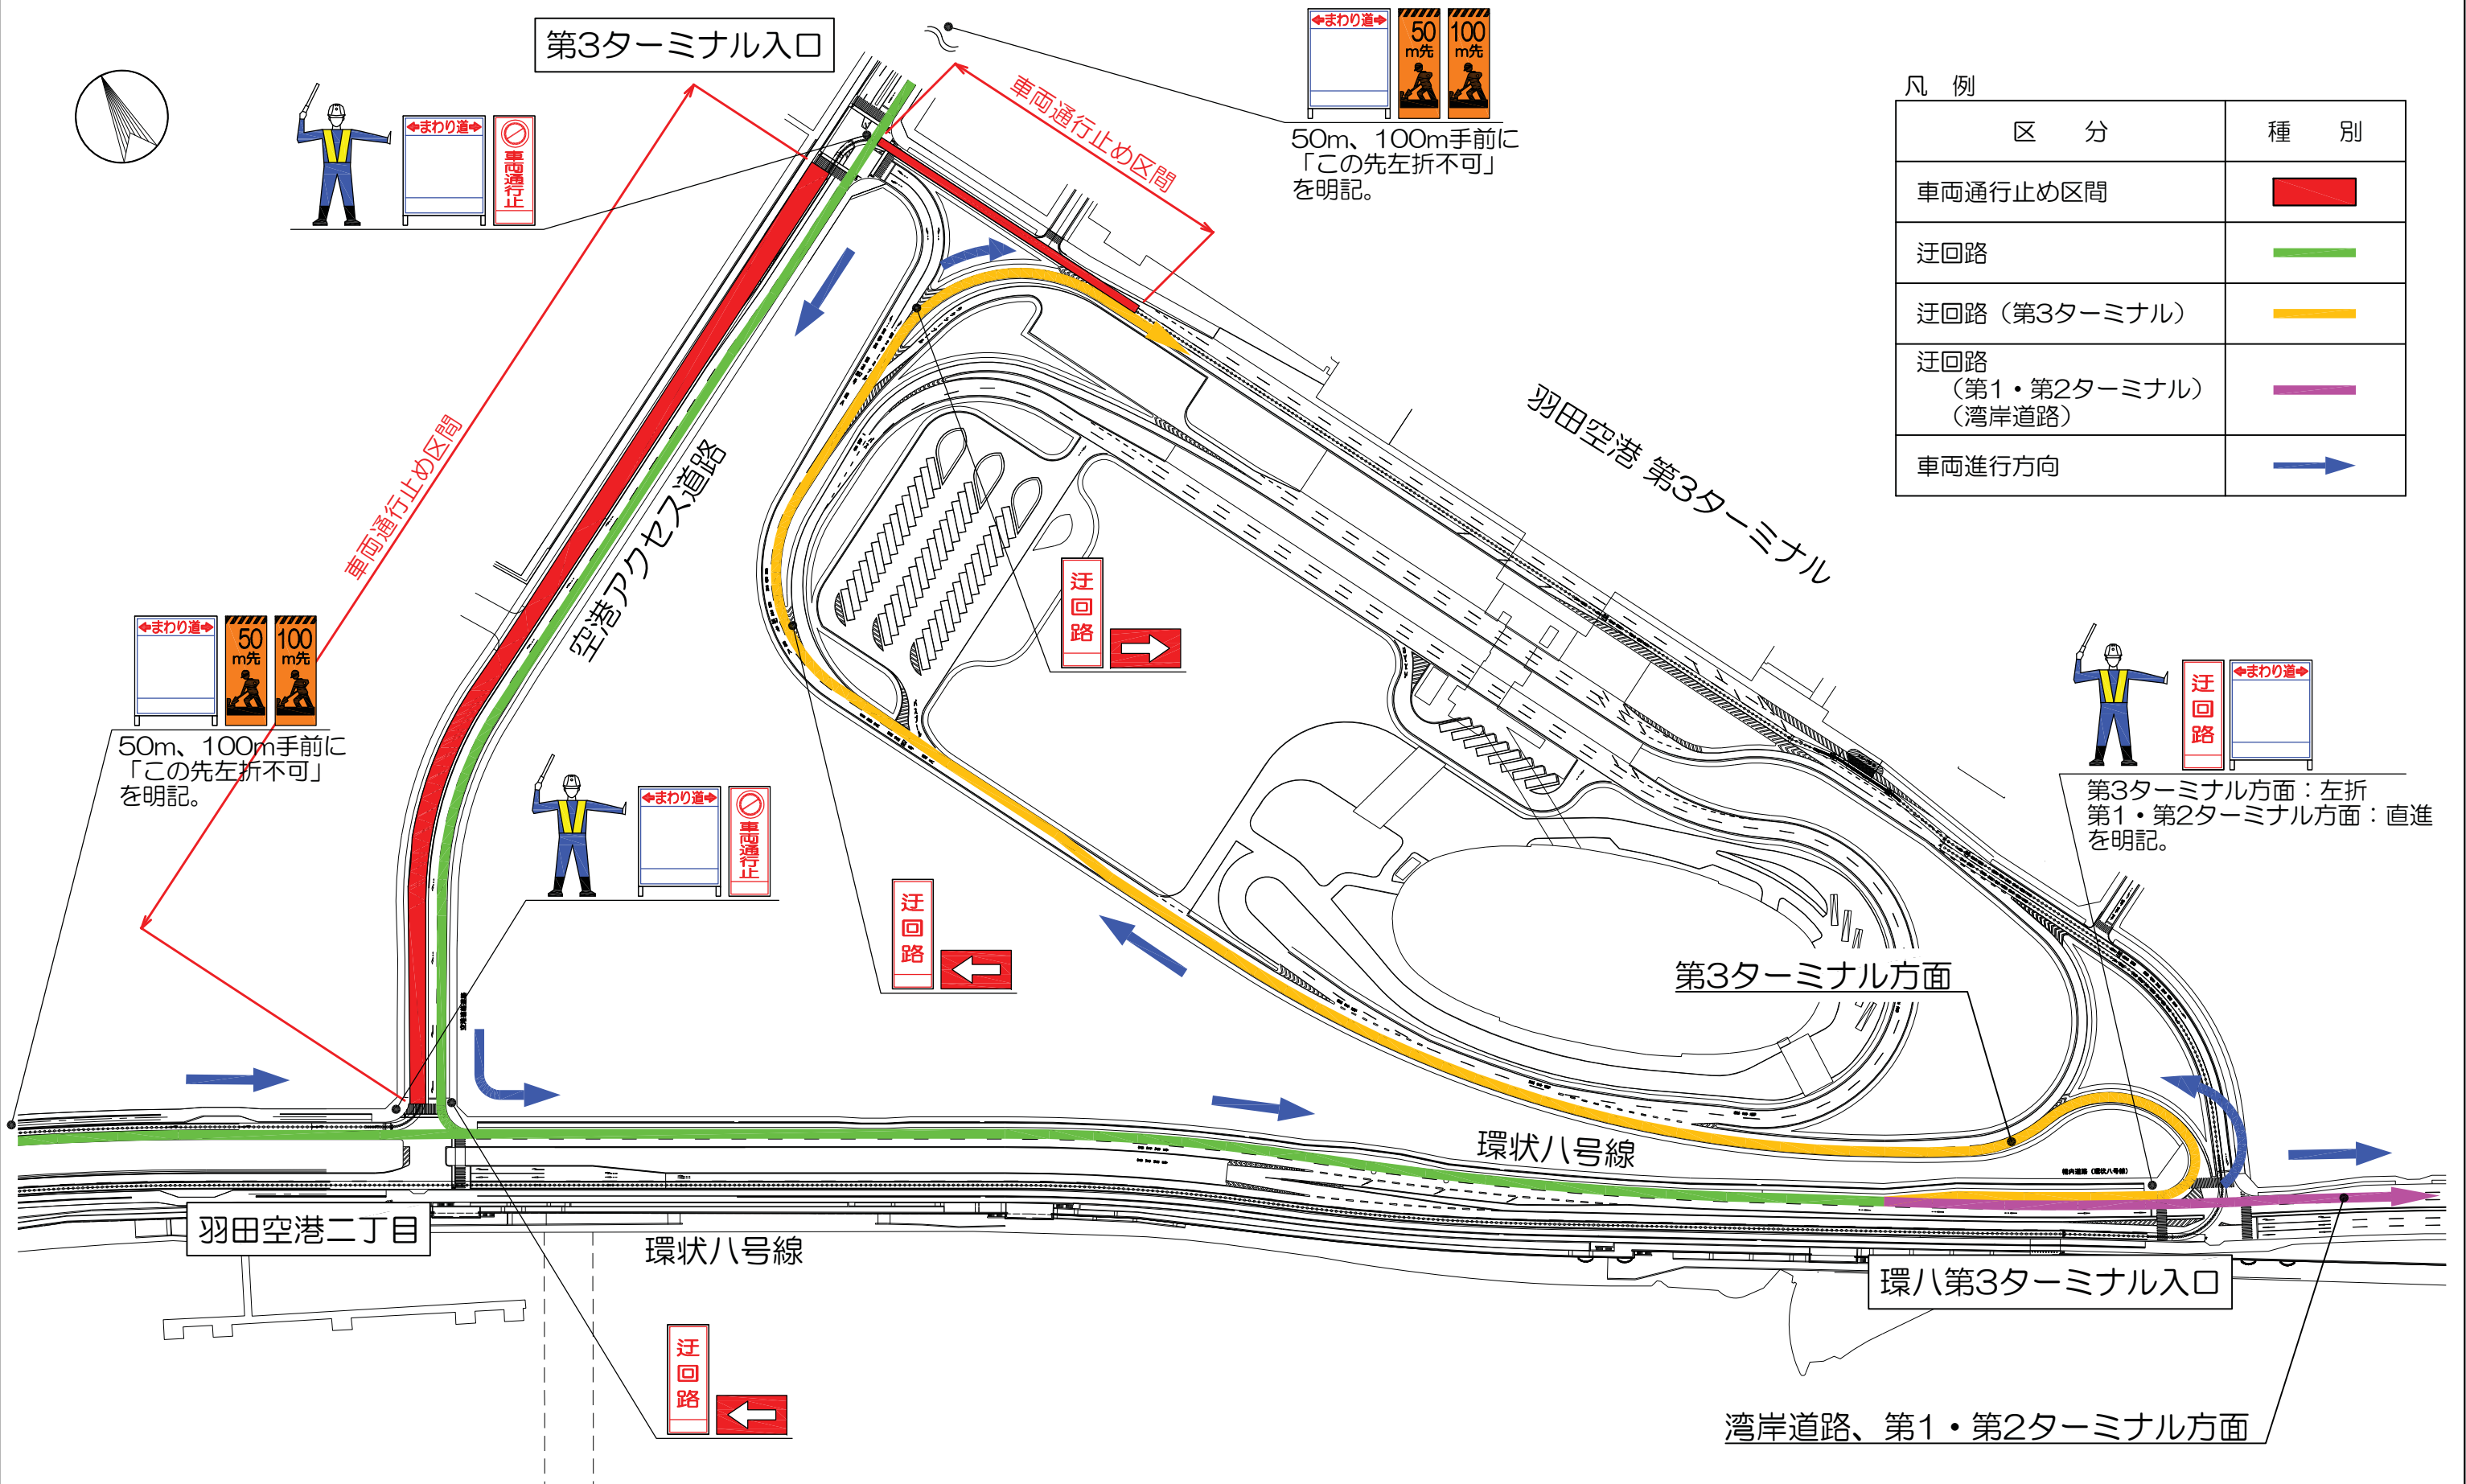 第3ターミナル入口
←まわり道→
50
m先
100
m先
50m、100m手前に
「この先左折不可」
を明記。
車両通行止め区間
←まわり道→
車両通行止
凡 例
区 分
種 別
車両通行止め区間
迂回路
迂回路（第3ターミナル）
迂回路
（第1・第2ターミナル）
（湾岸道路）
車両進行方向
羽田空港 第3ターミナル
車両通行止め区間
空港アクセス道路
迂回路
←まわり道→
50
m先
100
m先
50m、100m手前に
「この先左折不可」
を明記。
迂回路
←まわり道→
第3ターミナル方面：左折
第1・第2ターミナル方面：直進
を明記。
←まわり道→
車両通行止
迂回路
第3ターミナル方面
環状八号線
構内道路（環状八号線）
羽田空港二丁目
環状八号線
環八第3ターミナル入口
迂回路
湾岸道路、第1・第2ターミナル方面